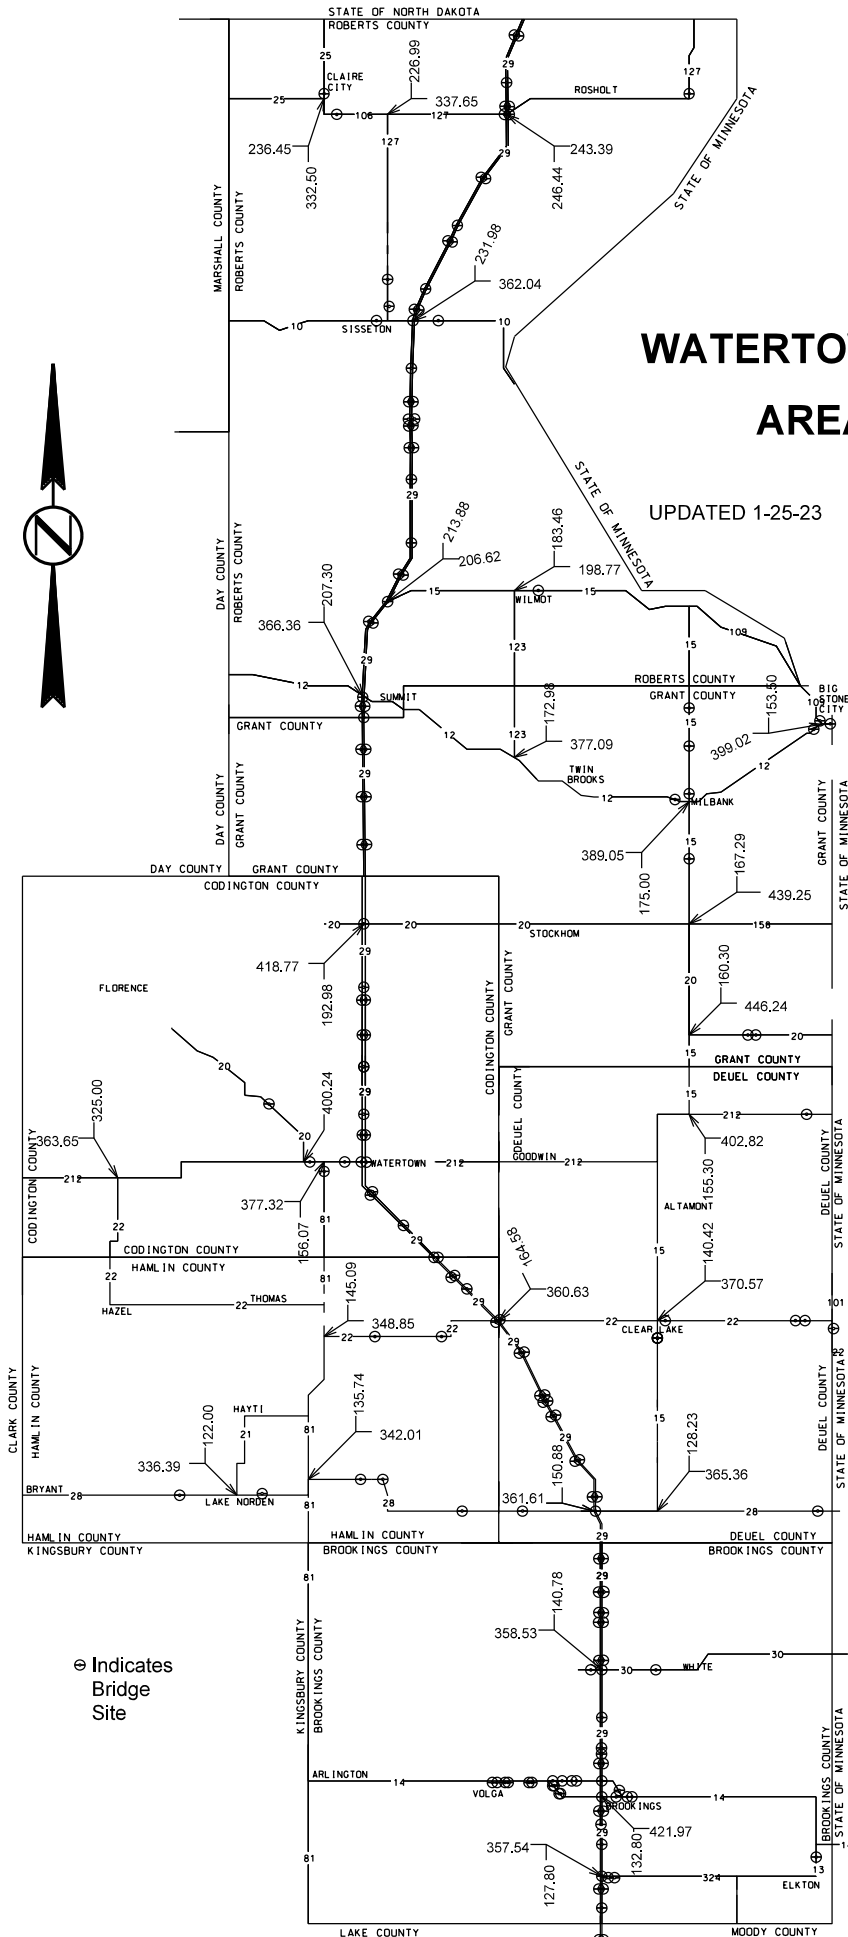 STATE OF NORTH DAKOTA
ROBERTS COUNTY
29
25
CLAIRE
CITY
226.99
127
25
337.65
ROSHOLT
106
127
127
236.45
332.50
29
243.39
246.44
STATE OF MINNESOTA
MARSHALL COUNTY
ROBERTS COUNTY
231.98
362.04
10
SISSETON
10
WATERTO
AREA
UPDATED 1-25-23
STATE OF MINNESOTA
29
213.88
206.62
183.46
198.77
DAY COUNTY
ROBERTS COUNTY
207.30
366.36
15
WILMOT
15
109
123
15
29
12
SUMMIT
ROBERTS COUNTY
GRANT COUNTY
BIG
STONE
CITY
109
153.50
399.02
GRANT COUNTY
12
123
172.98
377.09
15
TWIN
BROOKS
12
12
MILBANK
29
DAY COUNTY
GRANT COUNTY
389.05
175.00
15
GRANT COUNTY
STATE OF MINNESOTA
DAY COUNTY
GRANT COUNTY
CODINGTON COUNTY
167.29
439.25
20
20
20
STOCKHOM
158
418.77
192.98
29
FLORENCE
CODINGTON COUNTY
GRANT COUNTY
20
160.30
446.24
20
15
GRANT COUNTY
DEUEL COUNTY
20
29
325.00
363.65
400.24
20
15
212
402.82
155.30
DEUEL COUNTY
CODINGTON COUNTY
212
WATERTOWN
212
GOODWIN
212
377.32
156.07
81
22
29
ALTAMONT
15
140.42
370.57
DEUEL COUNTY
STATE OF MINNESOTA
CODINGTON COUNTY
HAMLIN COUNTY
22
HAZEL
22
THOMAS
81
145.09
348.85
22
22
29
164.58
360.63
22
CLEAR LAKE
22
101
22
29
CLARK COUNTY
HAMLIN COUNTY
HAYTI
21
81
135.74
342.01
122.00
336.39
BRYANT
28
LAKE NORDEN
81
28
29
150.88
361.61
15
128.23
365.36
28
DEUEL COUNTY
STATE OF MINNESOTA
HAMLIN COUNTY
KINGSBURY COUNTY
HAMLIN COUNTY
BROOKINGS COUNTY
29
DEUEL COUNTY
BROOKINGS COUNTY
81
29
140.78
358.53
30
WHITE
30
Indicates
Bridge
Site
KINGSBURY COUNTY
BROOKINGS COUNTY
29
ARLINGTON
14
VOLGA
BROOKINGS
14
BROOKINGS COUNTY
STATE OF MINNESOTA
29
421.97
132.80
357.54
127.80
81
324
13
14
ELKTON
LAKE COUNTY
MOODY COUNTY